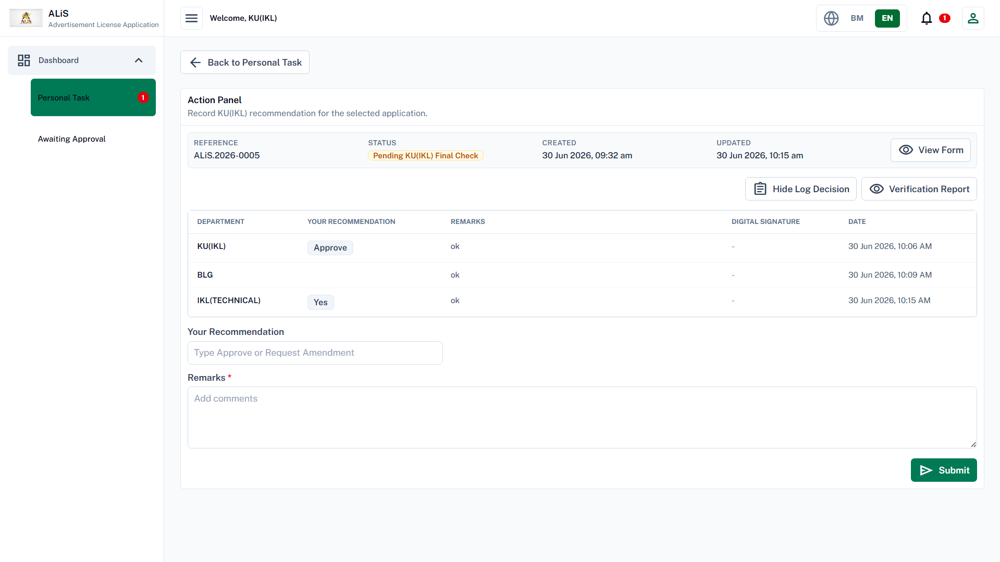 ALiS
Advertisement License Application
Welcome, KU(IKL)
BM
EN
1
Dashboard
Personal Task
1
Awaiting Approval
Back to Personal Task
Action Panel
Record KU(IKL) recommendation for the selected application.
REFERENCE
ALiS.2026-0005
STATUS
Pending KU(IKL) Final Check
CREATED
30 Jun 2026, 09:32 am
UPDATED
30 Jun 2026, 10:15 am
View Form
Hide Log Decision
Verification Report
DEPARTMENT YOUR RECOMMENDATION REMARKS DIGITAL SIGNATURE DATE
KU(IKL) Approve ok - 30 Jun 2026, 10:06 AM
BLG ok - 30 Jun 2026, 10:09 AM
IKL(TECHNICAL) Yes ok - 30 Jun 2026, 10:15 AM
Your Recommendation
Type Approve or Request Amendment
Remarks *
Add comments
Submit